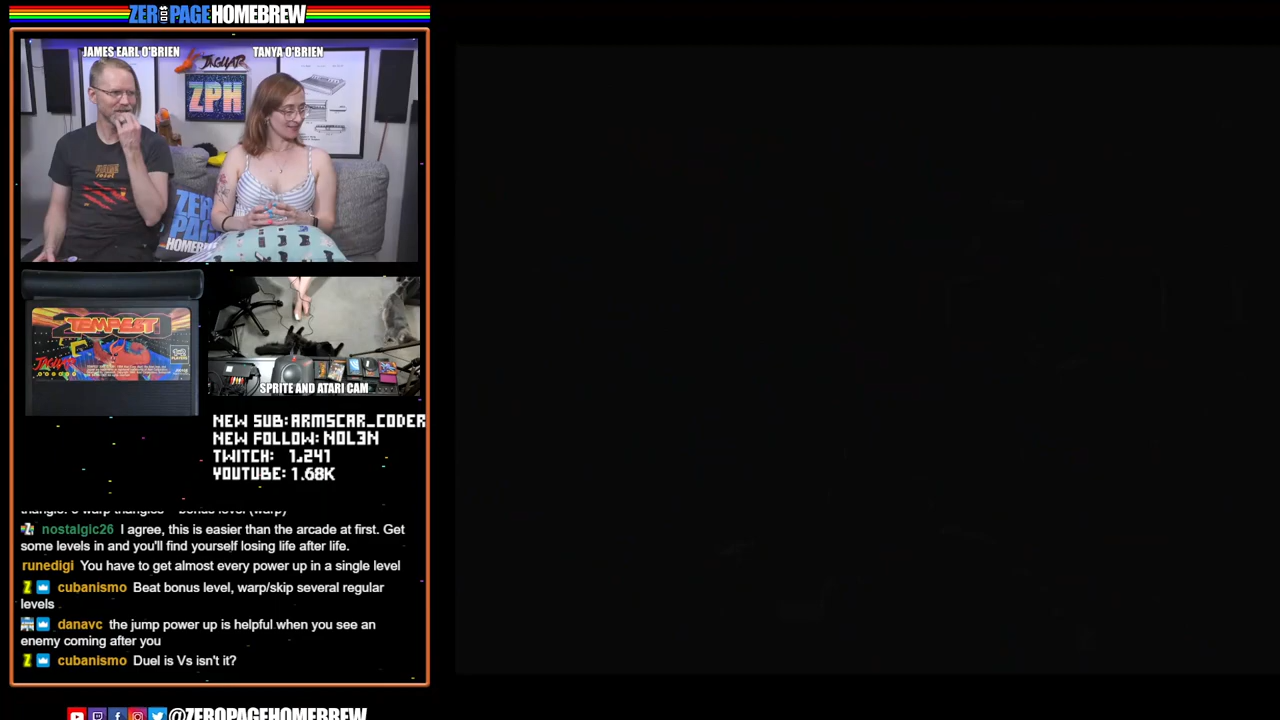 ZEROPAGEHOMEBREW
JAMES EARL O'BRIEN
TANYA O'BRIEN
JAGUAR
ZPH
ZERO
PAGE
HOMEBREW
TEMPEST
JAGUAR
SPRITE AND ATARI CAM
NEW SUB: ARMSCAR_CODER
NEW FOLLOW: NOL3N
TWITCH: 1,241
YOUTUBE: 1.68K
nostalgic26 I agree, this is easier than the arcade at first. Get
some levels in and you'll find yourself losing life after life.
runedigi You have to get almost every power up in a single level
cubanismo Beat bonus level, warp/skip several regular
levels
danavc the jump power up is helpful when you see an
enemy coming after you
cubanismo Duel is Vs isn't it?
@ZEROPAGEHOMEBREW